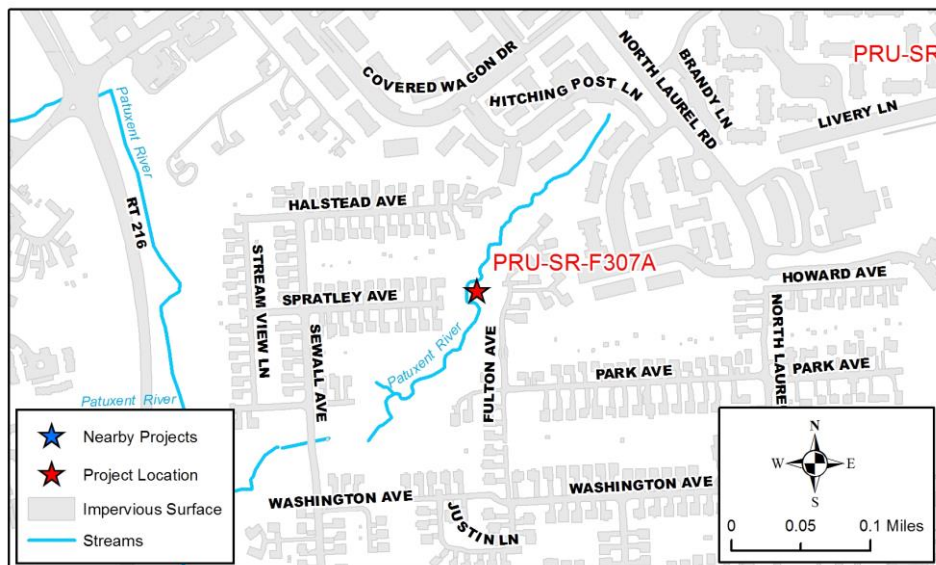 COVERED WAGON DR
HITCHING POST LN
NORTH LAUREL RD
BRANDY LN
PRU-SR
LIVERY LN
Patuxent River
RT 216
HALSTEAD AVE
STREAM VIEW LN
SPRATLEY AVE
SEWALL AVE
PRU-SR-F307A
HOWARD AVE
Patuxent River
FULTON AVE
PARK AVE
NORTH LAUREL
PARK AVE
Patuxent River
WASHINGTON AVE
WASHINGTON AVE
JUSTIN LN
Nearby Projects
Project Location
Impervious Surface
Streams
N
W
E
S
0 0.05 0.1 Miles